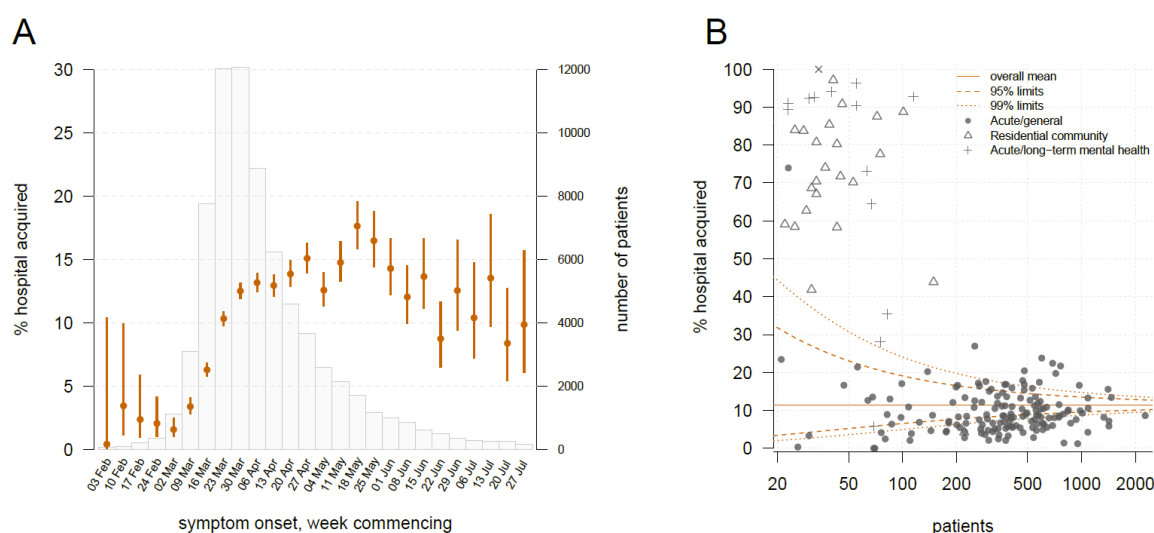 A
30
25
20
15
10
5
0
% hospital acquired
12000
10000
8000
6000
4000
2000
0
number of patients
03 Feb
10 Feb
17 Feb
24 Feb
02 Mar
09 Mar
16 Mar
23 Mar
30 Mar
06 Apr
13 Apr
20 Apr
27 Apr
04 May
11 May
18 May
25 May
01 Jun
08 Jun
15 Jun
22 Jun
29 Jun
06 Jul
13 Jul
20 Jul
27 Jul
symptom onset, week commencing
B
100
90
80
70
60
50
40
30
20
10
0
% hospital acquired
overall mean
95% limits
99% limits
Acute/general
Residential community
Acute/long−term mental health
20 50 100 200 500 1000 2000
patients